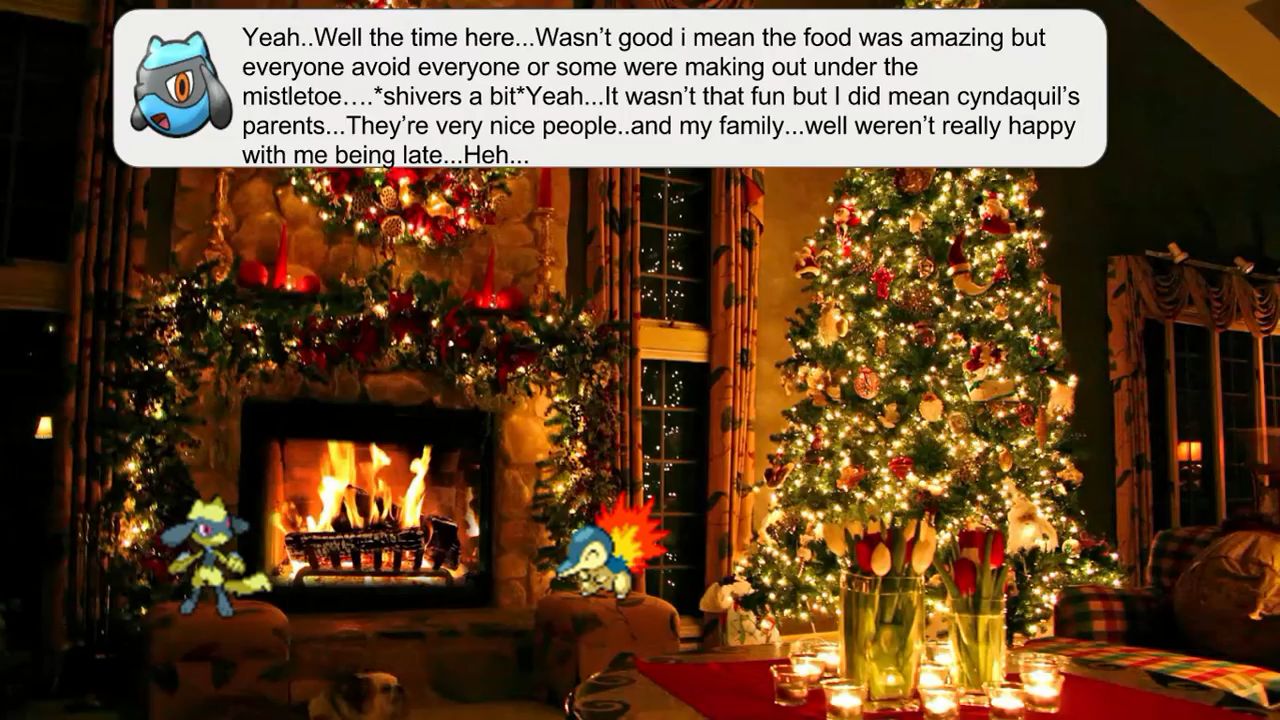 Yeah..Well the time here...Wasn’t good i mean the food was amazing but
everyone avoid everyone or some were making out under the
mistletoe….*shivers a bit*Yeah...It wasn’t that fun but I did mean cyndaquil’s
parents...They’re very nice people..and my family...well weren’t really happy
with me being late...Heh...